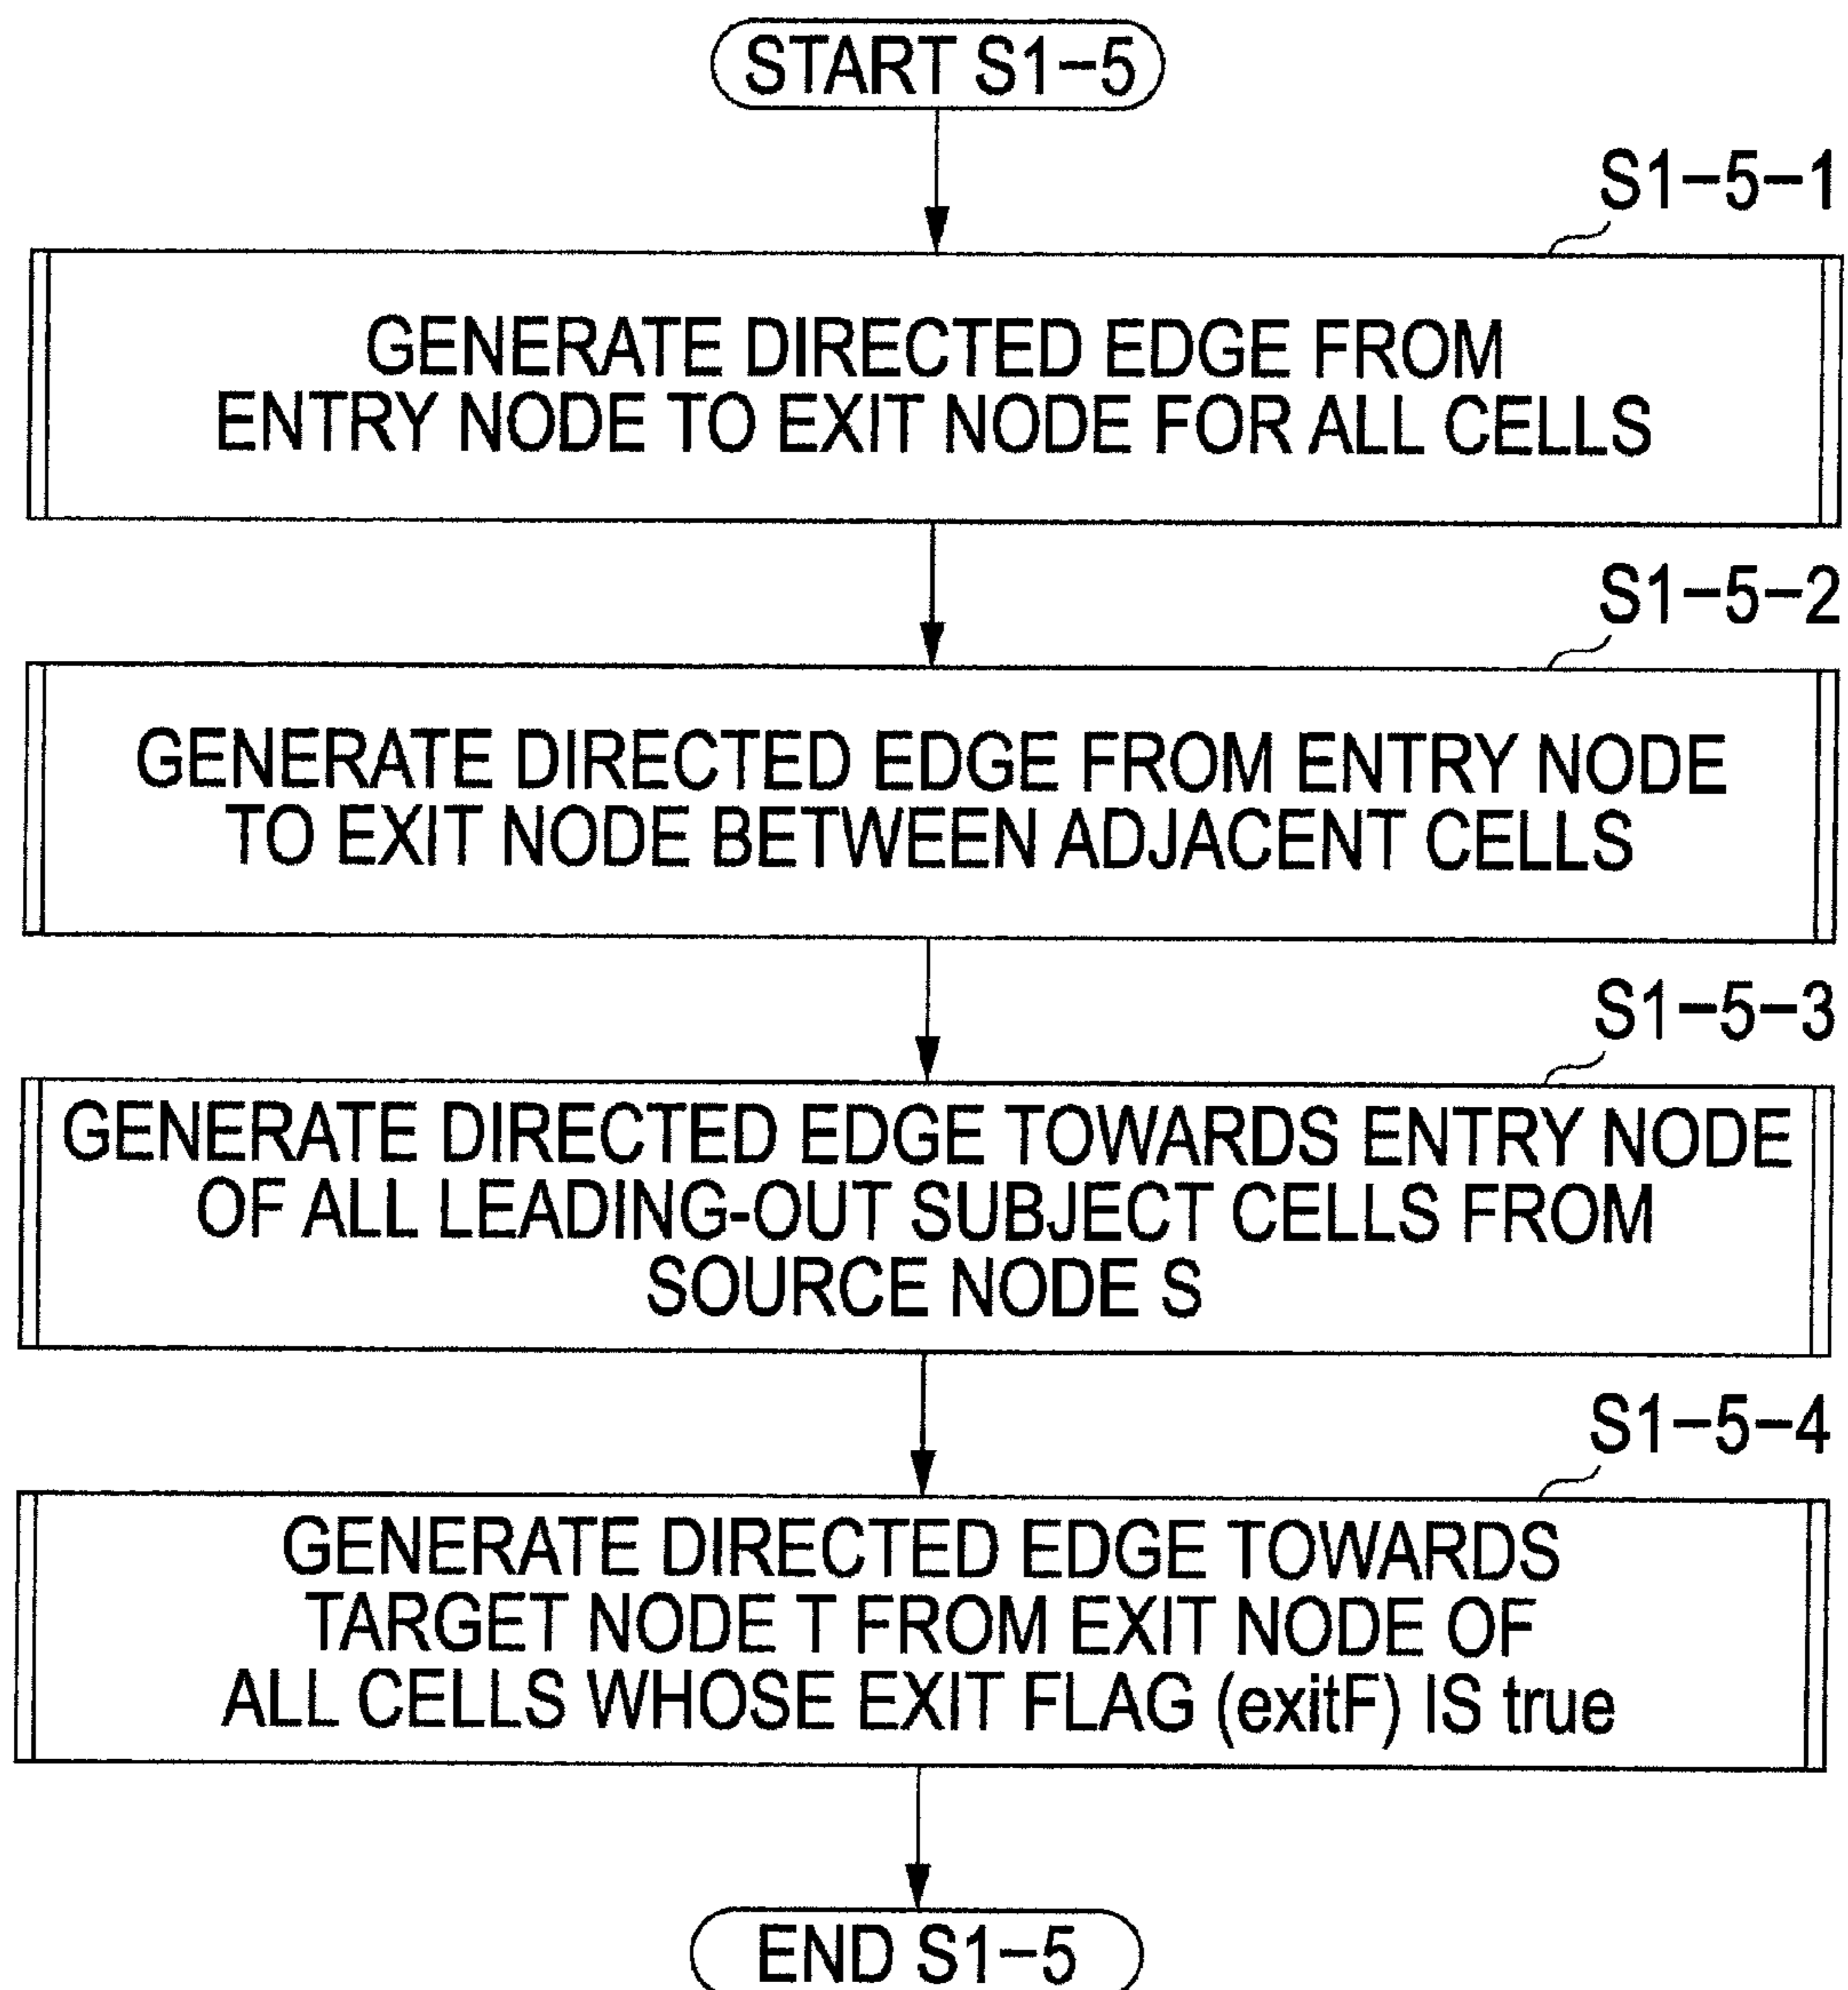 START S1-5
S1-5-1
GENERATE DIRECTED EDGE FROM
ENTRY NODE TO EXIT NODE FOR ALL CELLS
S1-5-2
GENERATE DIRECTED EDGE FROM ENTRY NODE
TO EXIT NODE BETWEEN ADJACENT CELLS
S1-5-3
GENERATE DIRECTED EDGE TOWARDS ENTRY NODE
OF ALL LEADING-OUT SUBJECT CELLS FROM
SOURCE NODE S
S1-5-4
GENERATE DIRECTED EDGE TOWARDS
TARGET NODE T FROM EXIT NODE OF
ALL CELLS WHOSE EXIT FLAG (exitF) IS true
END S1-5